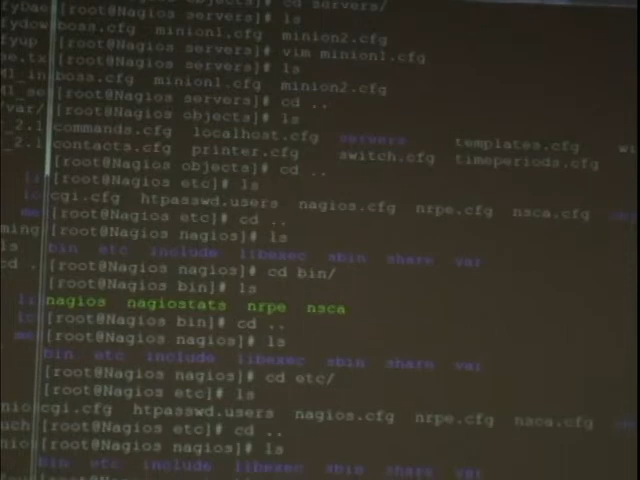 [root@Nagios objects]# cd servers/
[root@Nagios servers]# ls
boss.cfg minion1.cfg minion2.cfg
[root@Nagios servers]# vim minion1.cfg
[root@Nagios servers]# ls
boss.cfg minion1.cfg minion2.cfg
[root@Nagios servers]# cd ..
[root@Nagios objects]# ls
commands.cfg localhost.cfg servers templates.cfg
contacts.cfg printer.cfg switch.cfg timeperiods.cfg
[root@Nagios objects]# cd ..
[root@Nagios etc]# ls
cgi.cfg htpasswd.users nagios.cfg nrpe.cfg nsca.cfg
[root@Nagios etc]# cd ..
[root@Nagios nagios]# ls
bin etc include libexec sbin share var
[root@Nagios nagios]# cd bin/
[root@Nagios bin]# ls
nagios nagiostats nrpe nsca
[root@Nagios bin]# cd ..
[root@Nagios nagios]# ls
bin etc include libexec sbin share var
[root@Nagios nagios]# cd etc/
[root@Nagios etc]# ls
cgi.cfg htpasswd.users nagios.cfg nrpe.cfg nsca.cfg
[root@Nagios etc]# cd ..
[root@Nagios nagios]# ls
bin etc include libexec sbin share var